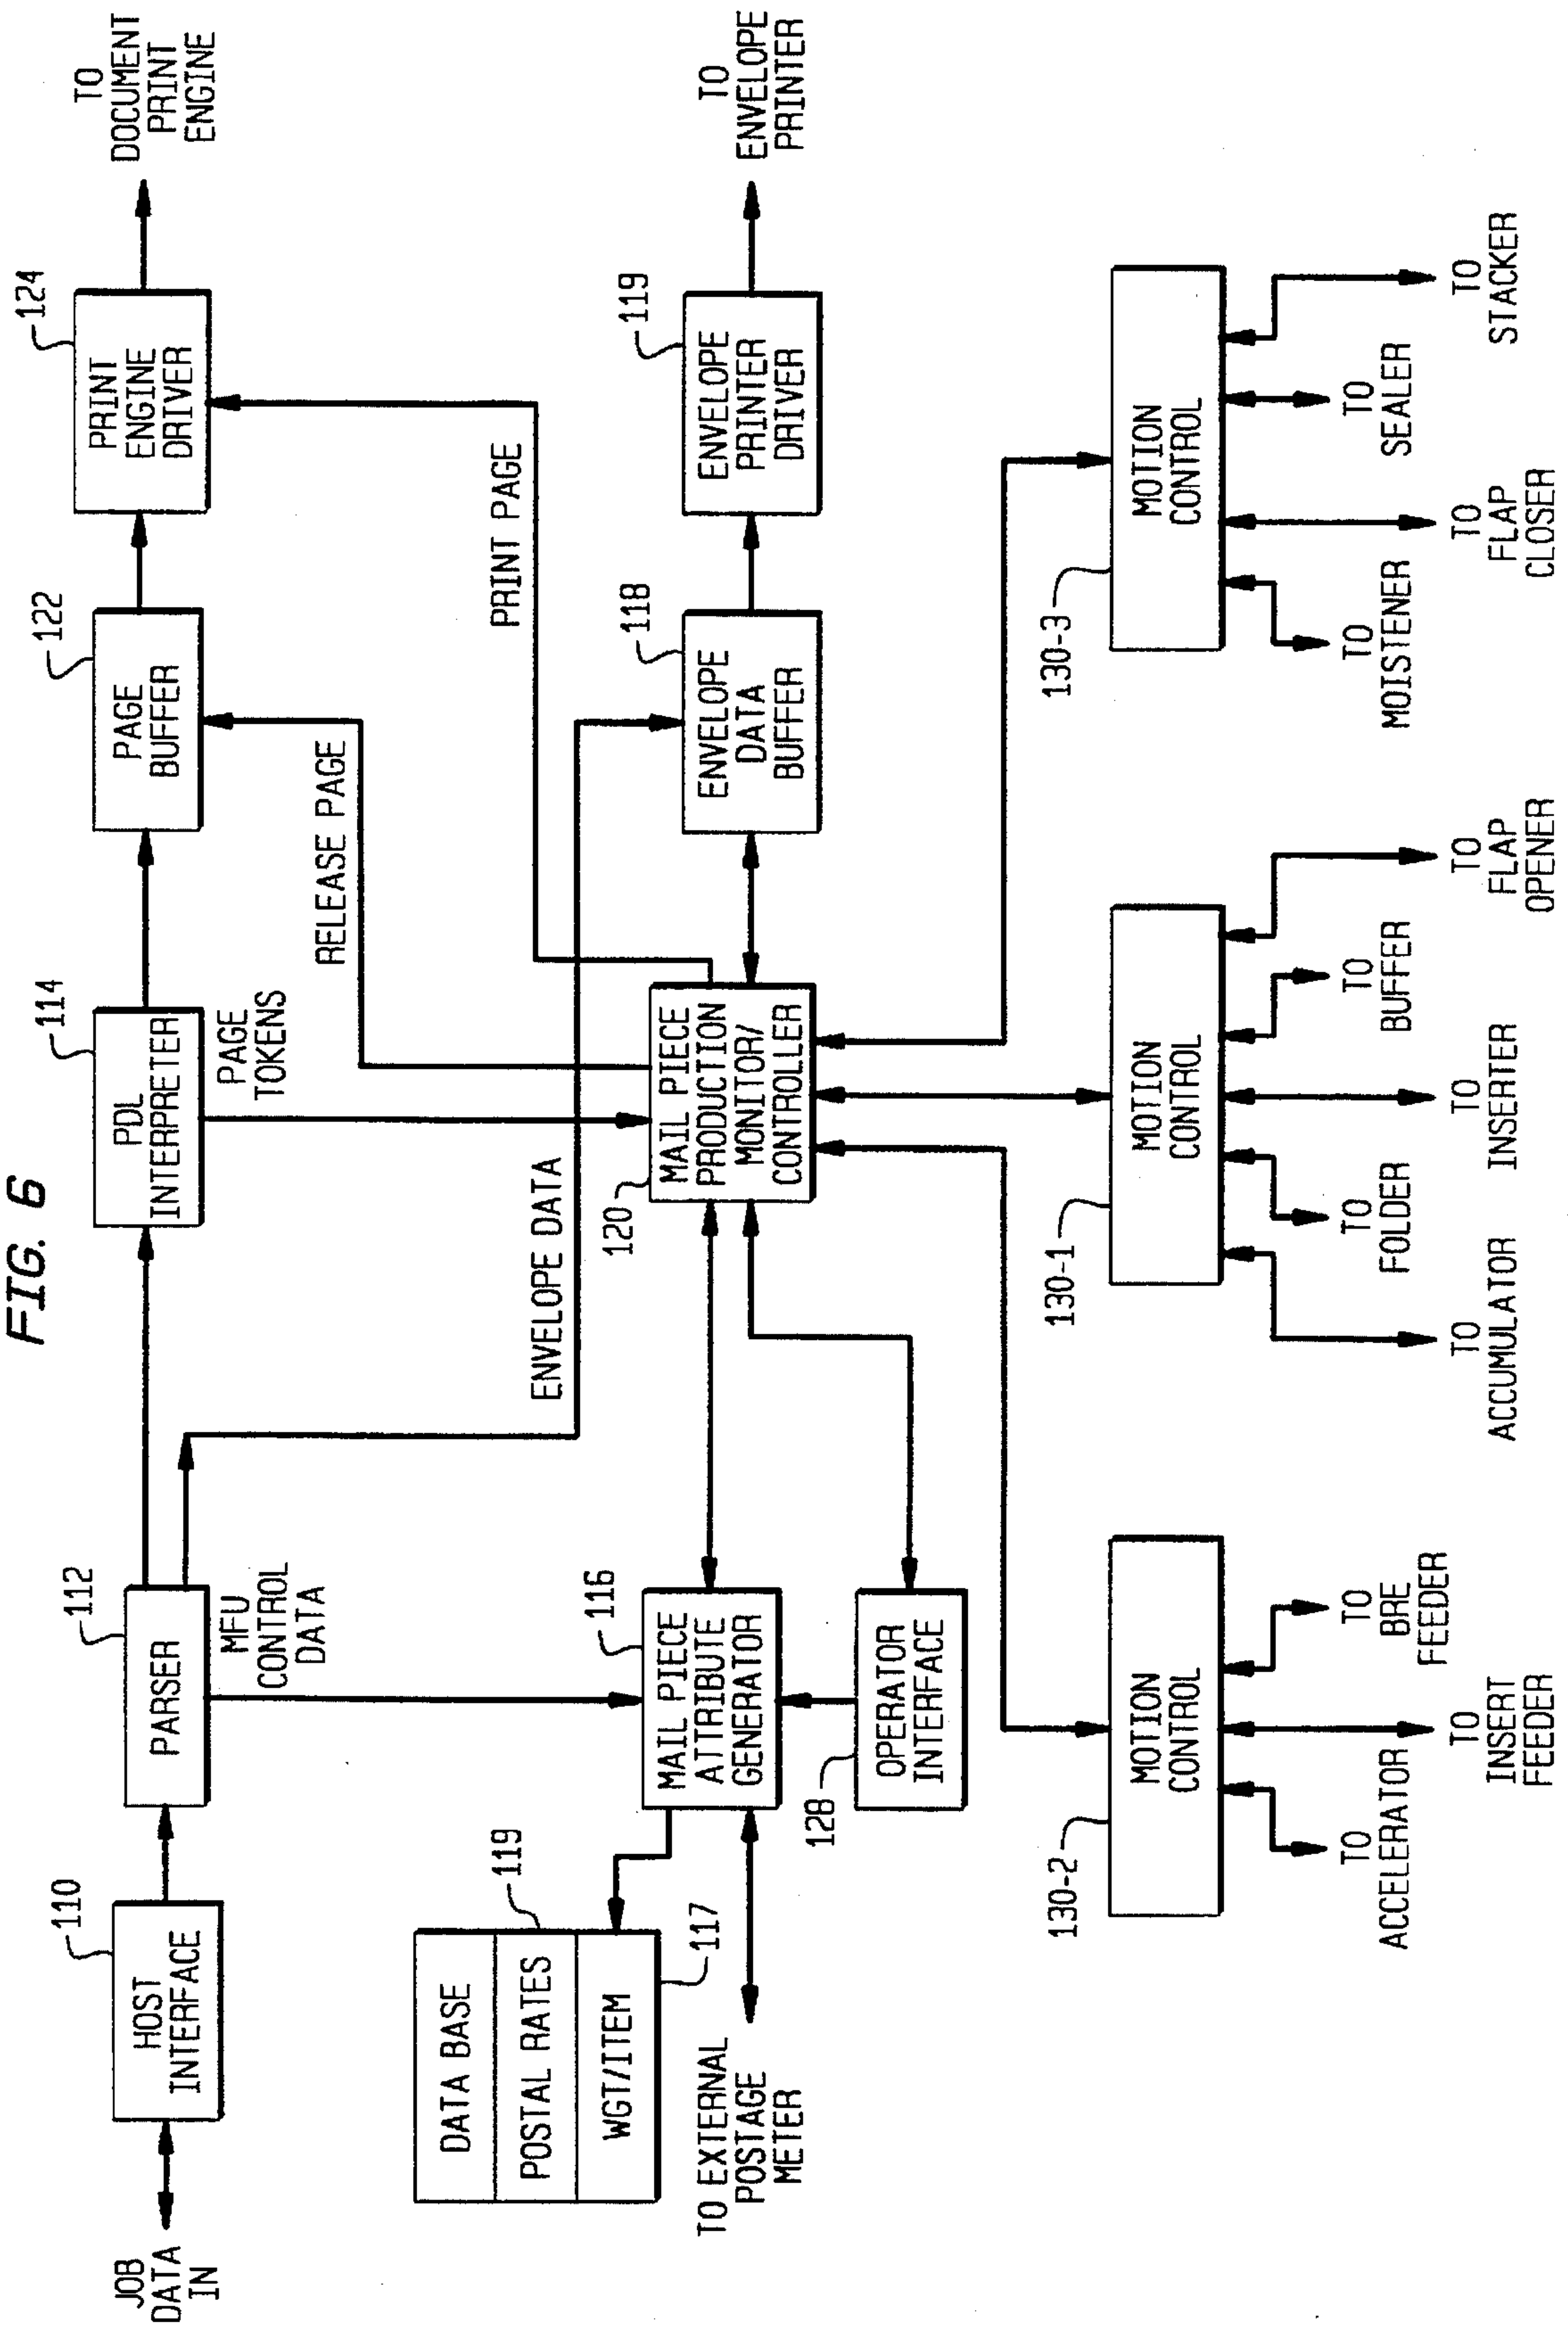 FIG. 6
JOB
DATA
IN
110
HOST
INTERFACE
112
PARSER
MFU
CONTROL
DATA
114
PDL
INTERPRETER
PAGE
TOKENS
122
PAGE
BUFFER
RELEASE PAGE
124
PRINT
ENGINE
DRIVER
PRINT PAGE
TO
DOCUMENT
PRINT
ENGINE
ENVELOPE DATA
119
DATA BASE
POSTAL RATES
WGT/ITEM
117
TO EXTERNAL
POSTAGE
METER
116
MAIL PIECE
ATTRIBUTE
GENERATOR
128
OPERATOR
INTERFACE
120
MAIL PIECE
PRODUCTION
MONITOR/
CONTROLLER
118
ENVELOPE
DATA
BUFFER
119
ENVELOPE
PRINTER
DRIVER
TO
ENVELOPE
PRINTER
130-2
MOTION
CONTROL
TO
ACCELERATOR
TO
INSERT
FEEDER
TO
BRE
FEEDER
130-1
MOTION
CONTROL
TO
ACCUMULATOR
TO
FOLDER
TO
INSERTER
TO
BUFFER
TO
FLAP
OPENER
130-3
MOTION
CONTROL
TO
MOISTENER
TO
FLAP
CLOSER
TO
SEALER
TO
STACKER